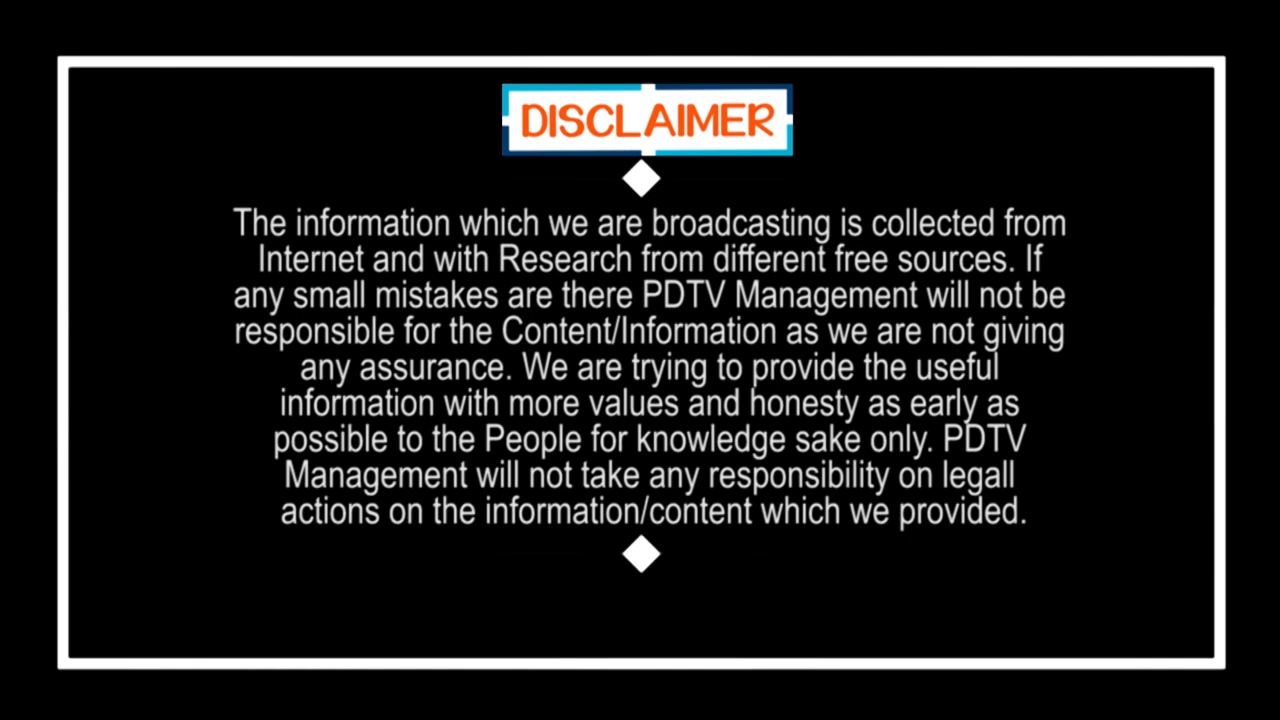 DISCLAIMER
The information which we are broadcasting is collected from
Internet and with Research from different free sources. If
any small mistakes are there PDTV Management will not be
responsible for the Content/Information as we are not giving
any assurance. We are trying to provide the useful
information with more values and honesty as early as
possible to the People for knowledge sake only. PDTV
Management will not take any responsibility on legall
actions on the information/content which we provided.